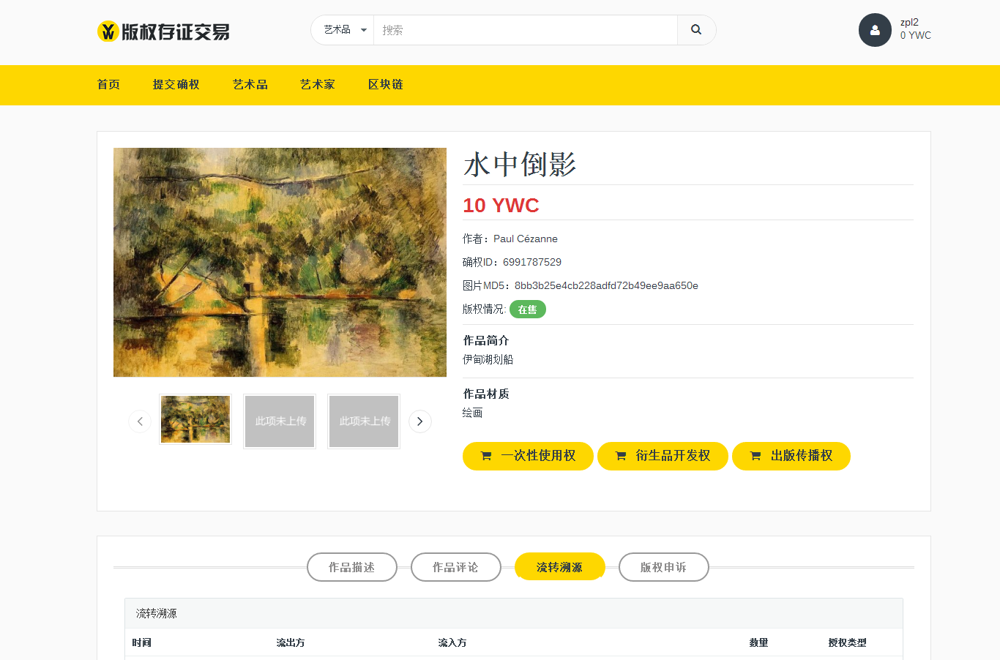 版权存证交易
艺术品
搜索
zpl2
0 YWC
首页
提交确权
艺术品
艺术家
区块链
水中倒影
10 YWC
作者：Paul Cézanne
确权ID：6991787529
图片MD5：8bb3b25e4cb228adfd72b49ee9aa650e
版权情况: 在售
作品简介
伊甸湖划船
作品材质
绘画
此项未上传
此项未上传
一次性使用权
衍生品开发权
出版传播权
作品描述
作品评论
流转溯源
版权申诉
流转溯源
时间
流出方
流入方
数量
授权类型